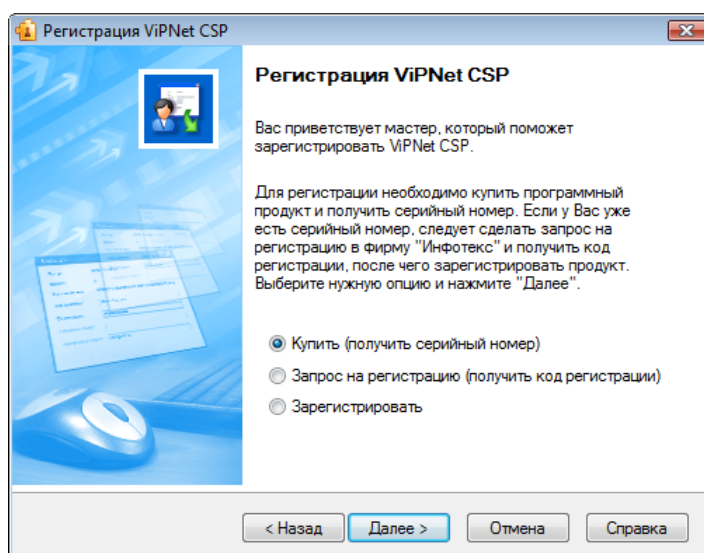 Регистрация ViPNet CSP
Регистрация ViPNet CSP
Вас приветствует мастер, который поможет
зарегистрировать ViPNet CSP.
Для регистрации необходимо купить программный
продукт и получить серийный номер. Если у Вас уже
есть серийный номер, следует сделать запрос на
регистрацию в фирму "Инфотекс" и получить код
регистрации, после чего зарегистрировать продукт.
Выберите нужную опцию и нажмите "Далее".
Купить (получить серийный номер)
Запрос на регистрацию (получить код регистрации)
Зарегистрировать
< Назад
Далее >
Отмена
Справка